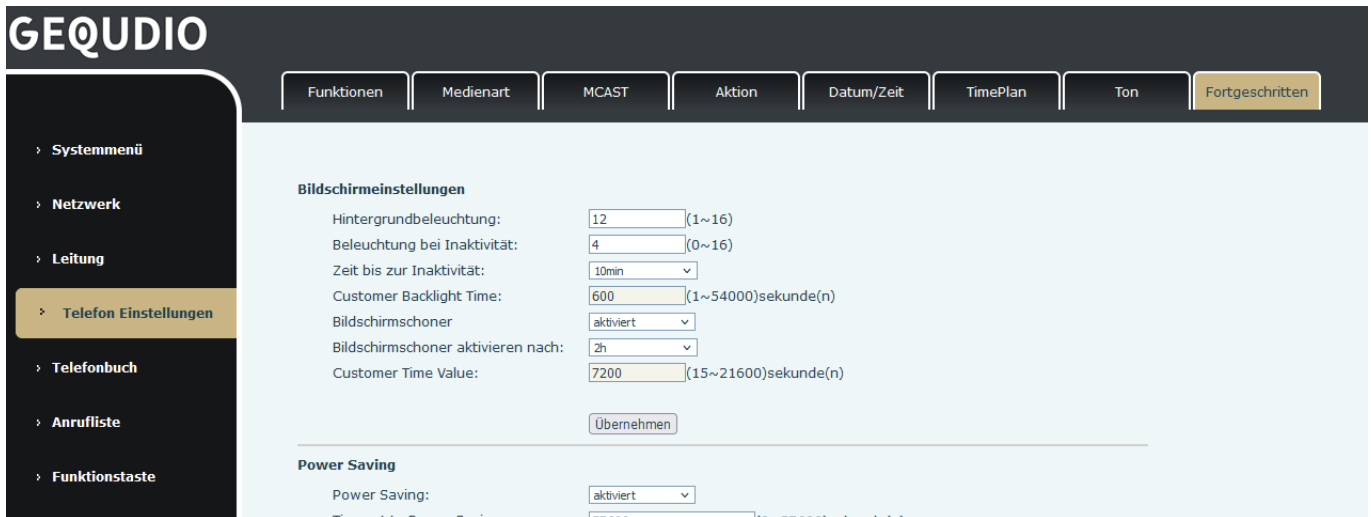 GEQUDIO
Funktionen Medienart MCAST Aktion Datum/Zeit TimePlan Ton Fortgeschritten
Systemmenü
Netzwerk
Leitung
Telefon Einstellungen
Telefonbuch
Anrufliste
Funktionstaste
Bildschirmeinstellungen
Hintergrundbeleuchtung: 12 (1~16)
Beleuchtung bei Inaktivität: 4 (0~16)
Zeit bis zur Inaktivität: 10min
Customer Backlight Time: 600 (1~54000)sekunde(n)
Bildschirmschoner aktiviert
Bildschirmschoner aktivieren nach: 2h
Customer Time Value: 7200 (15~21600)sekunde(n)
Übernehmen
Power Saving
Power Saving: aktiviert